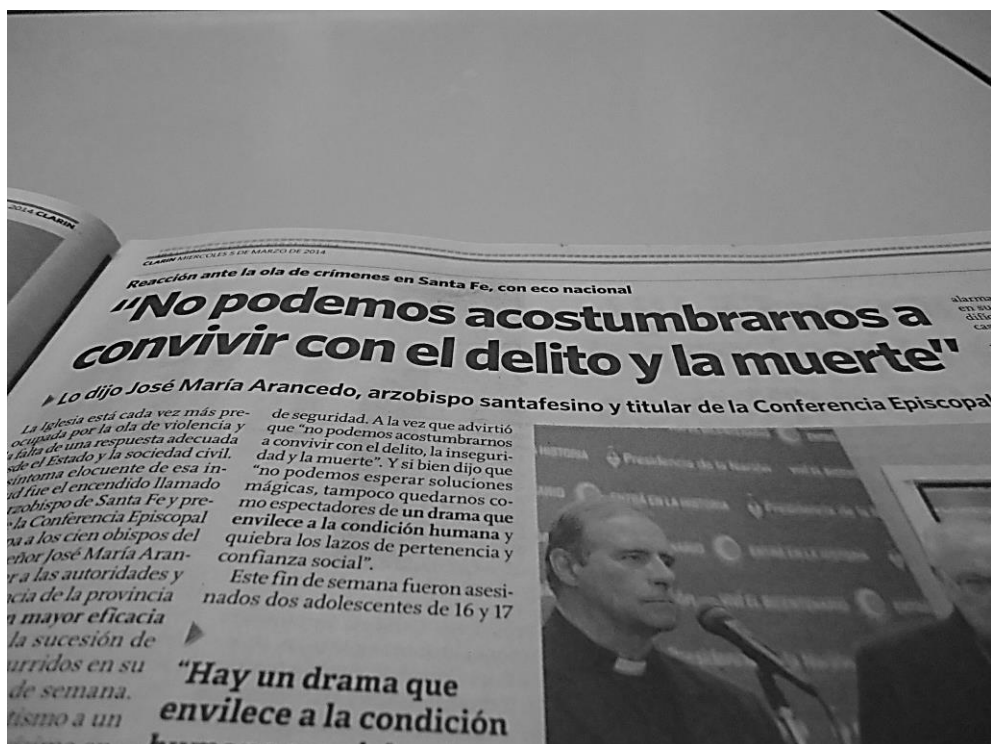 2014 CLARIN
CLARIN MIERCOLES 5 DE MARZO DE 2014
Reacción ante la ola de crímenes en Santa Fe, con eco nacional
"No podemos acostumbrarnos a
convivir con el delito y la muerte"
Lo dijo José María Arancedo, arzobispo santafesino y titular de la Conferencia Episcopal
La Iglesia está cada vez más pre-
ocupada por la ola de violencia y
falta de una respuesta adecuada
el Estado y la sociedad civil.
síntoma elocuente de esa in-
fue el encendido llamado
arzobispo de Santa Fe y pre-
la Conferencia Episcopal
a los cien obispos del
José María Aran-
a las autoridades y
de la provincia
mayor eficacia
la sucesión de
en su
de semana.
a un
de seguridad. A la vez que advirtió
que "no podemos acostumbrarnos
a convivir con el delito, la inseguri-
dad y la muerte". Y si bien dijo que
"no podemos esperar soluciones
mágicas, tampoco quedarnos co-
mo espectadores de un drama que
envilece a la condición humana y
quiebra los lazos de pertenencia y
confianza social".
Este fin de semana fueron asesi-
nados dos adolescentes de 16 y 17
"Hay un drama que
envilece a la condición
en su
HISTORIA
Presidencia de la Nación
ENTRÁ EN LA HISTORIA